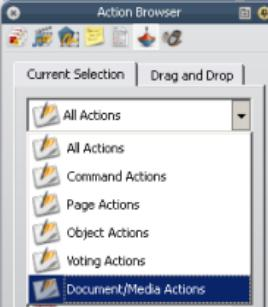 Action Browser
Current Selection
Drag and Drop
All Actions
All Actions
Command Actions
Page Actions
Object Actions
Voting Actions
Document/Media Actions